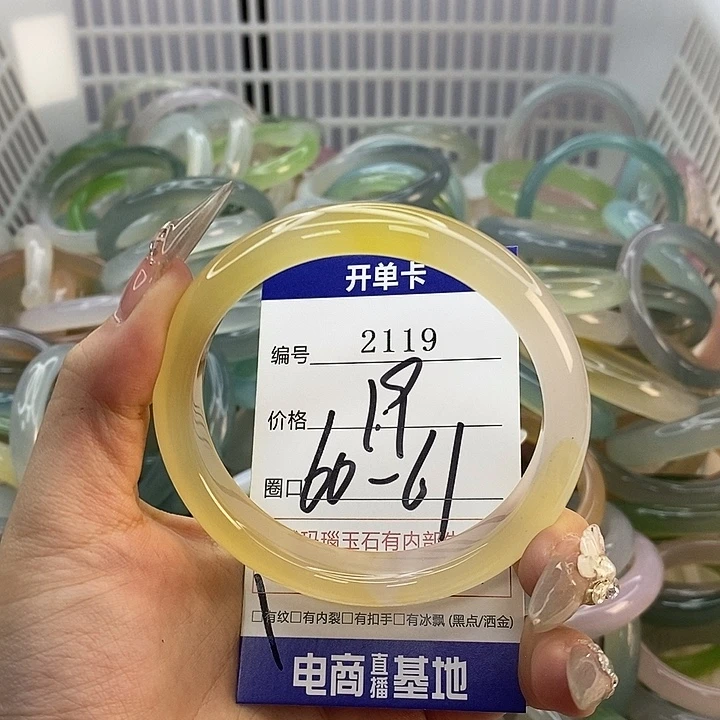 开单卡
编号 2119
价格 19
圈口 60-61
玛瑙玉石有内部
□有纹□有内裂□有扣手□有冰飘 (黑点/洒金)
电商直播基地